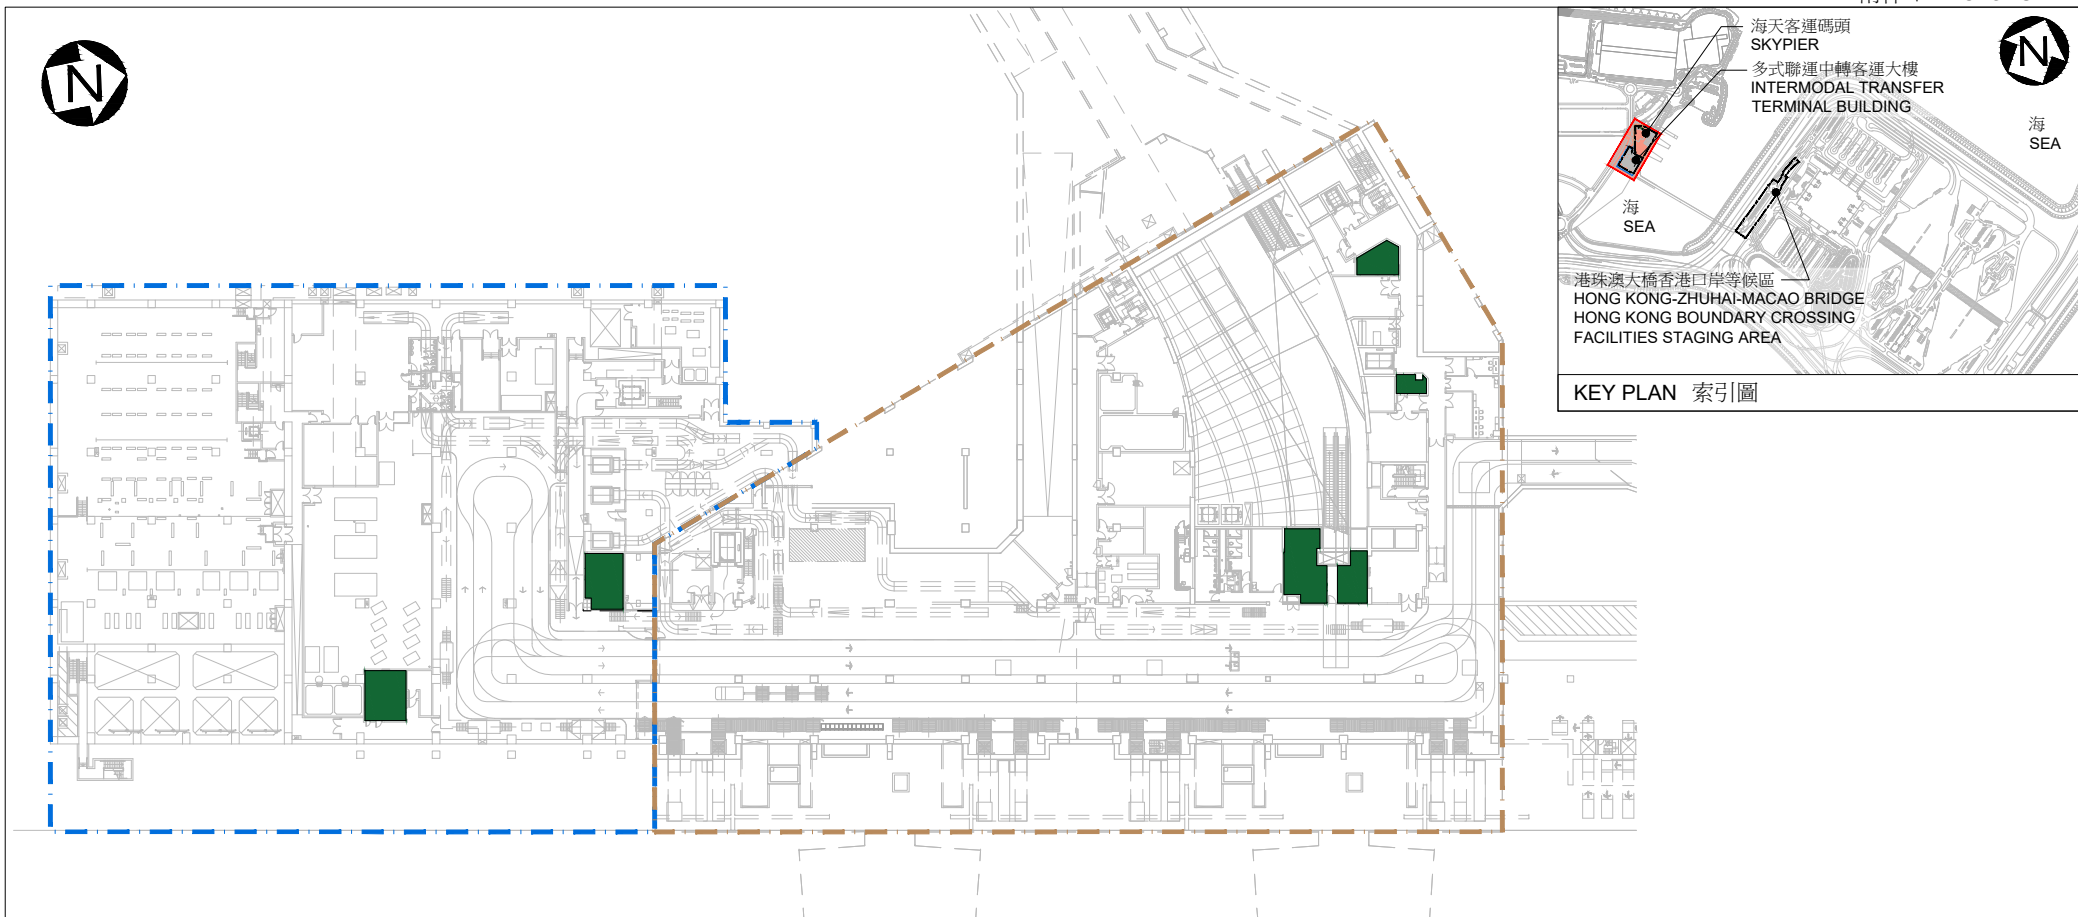 N
海天客運碼頭
SKYPIER
多式聯運中轉客運大樓
INTERMODAL TRANSFER
TERMINAL BUILDING
N
海
SEA
海
SEA
港珠澳大橋香港口岸等候區
HONG KONG-ZHUHAI-MACAO BRIDGE
HONG KONG BOUNDARY CROSSING
FACILITIES STAGING AREA
KEY PLAN 索引圖